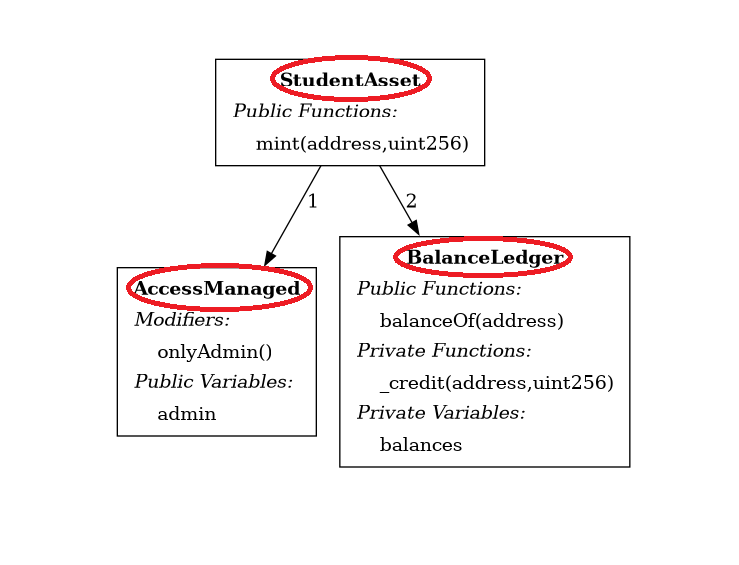 StudentAsset
Public Functions:
mint(address,uint256)
1
2
AccessManaged
Modifiers:
onlyAdmin()
Public Variables:
admin
BalanceLedger
Public Functions:
balanceOf(address)
Private Functions:
_credit(address,uint256)
Private Variables:
balances